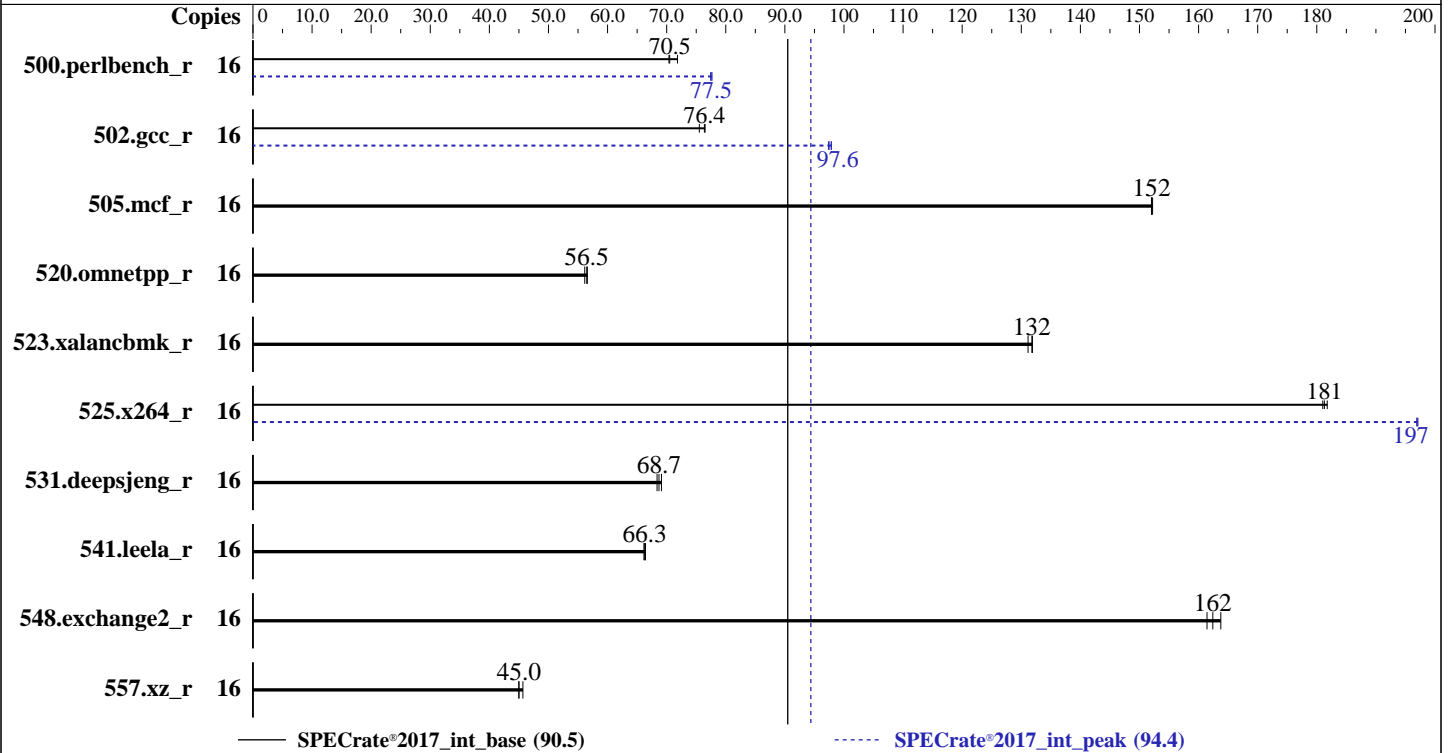 Copies 0 10.0 20.0 30.0 40.0 50.0 60.0 70.0 80.0 90.0 100 110 120 130 140 150 160 170 180 200
500.perlbench_r 16 70.5
77.5
502.gcc_r 16 76.4
97.6
505.mcf_r 16 152
520.omnetpp_r 16 56.5
523.xalancbmk_r 16 132
525.x264_r 16 181
197
531.deepsjeng_r 16 68.7
541.leela_r 16 66.3
548.exchange2_r 16 162
557.xz_r 16 45.0
SPECrate®2017_int_base (90.5) SPECrate®2017_int_peak (94.4)